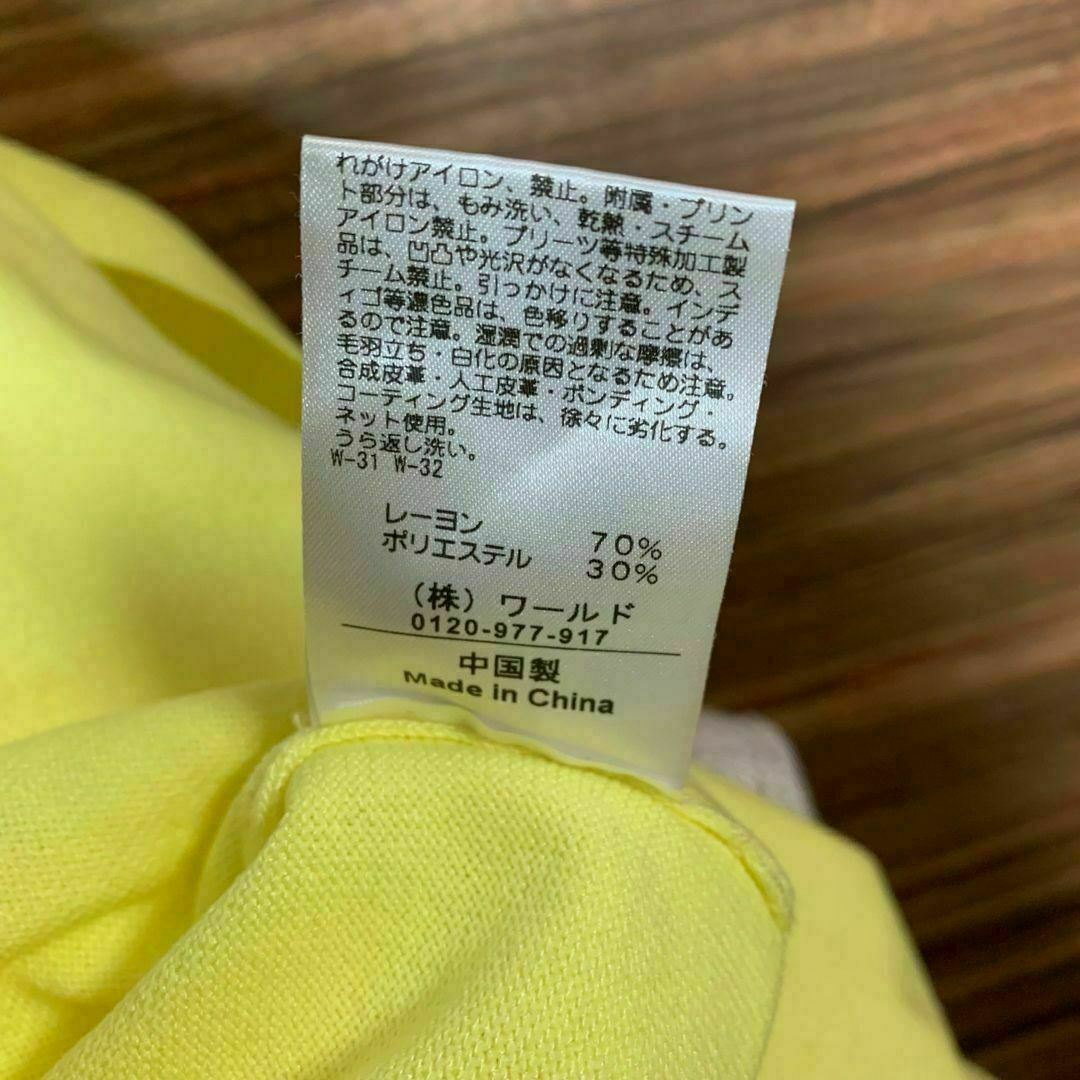 れがけアイロン、禁止。附属・プリン
ト部分は、もみ洗い、乾熱・スチーム
アイロン禁止。プリーツ等特殊加工製
品は、凹凸や光沢がなくなるため、ス
チーム禁止。引っかけに注意。インデ
ィゴ等濃色品は、色移りすることがあ
るので注意。湿潤での過剰な摩擦は、
毛羽立ち・白化の原因となるため注意。
合成皮革・人工皮革・ボンディング・
コーディング生地は、徐々に劣化する。
ネット使用。
うら返し洗い。
W-31 W-32
レーヨン 70%
ポリエステル 30%
(株) ワールド
0120-977-917
中国製
Made in China